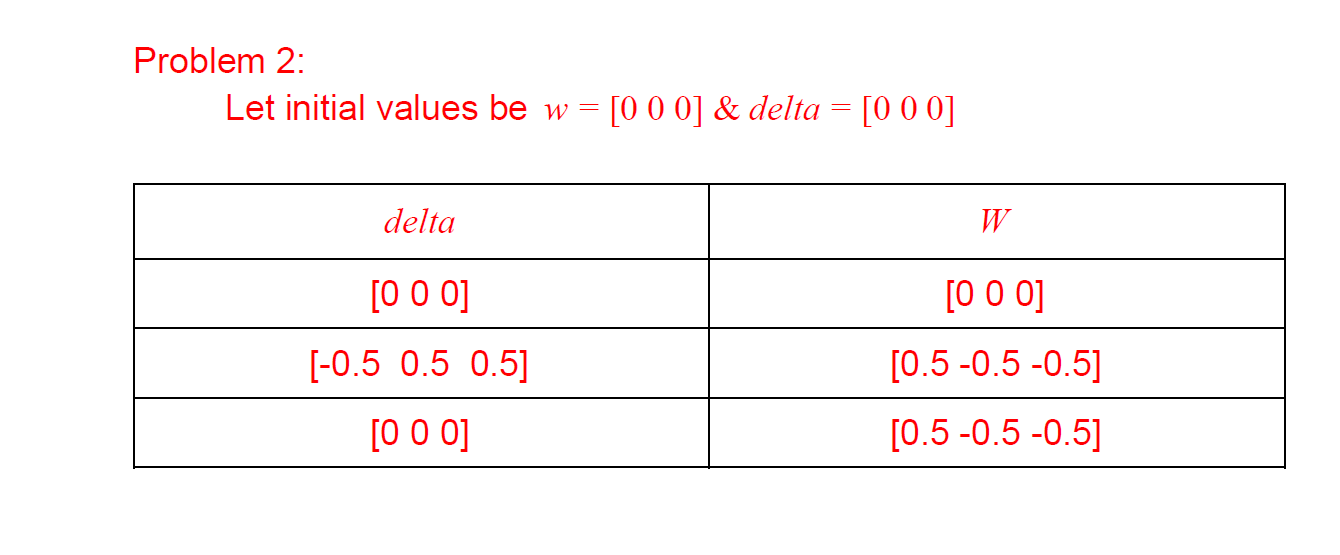 Problem 2:
Let initial values be w = [0 0 0] & delta = [0 0 0]
delta W
[0 0 0] [0 0 0]
[-0.5 0.5 0.5] [0.5 -0.5 -0.5]
[0 0 0] [0.5 -0.5 -0.5]